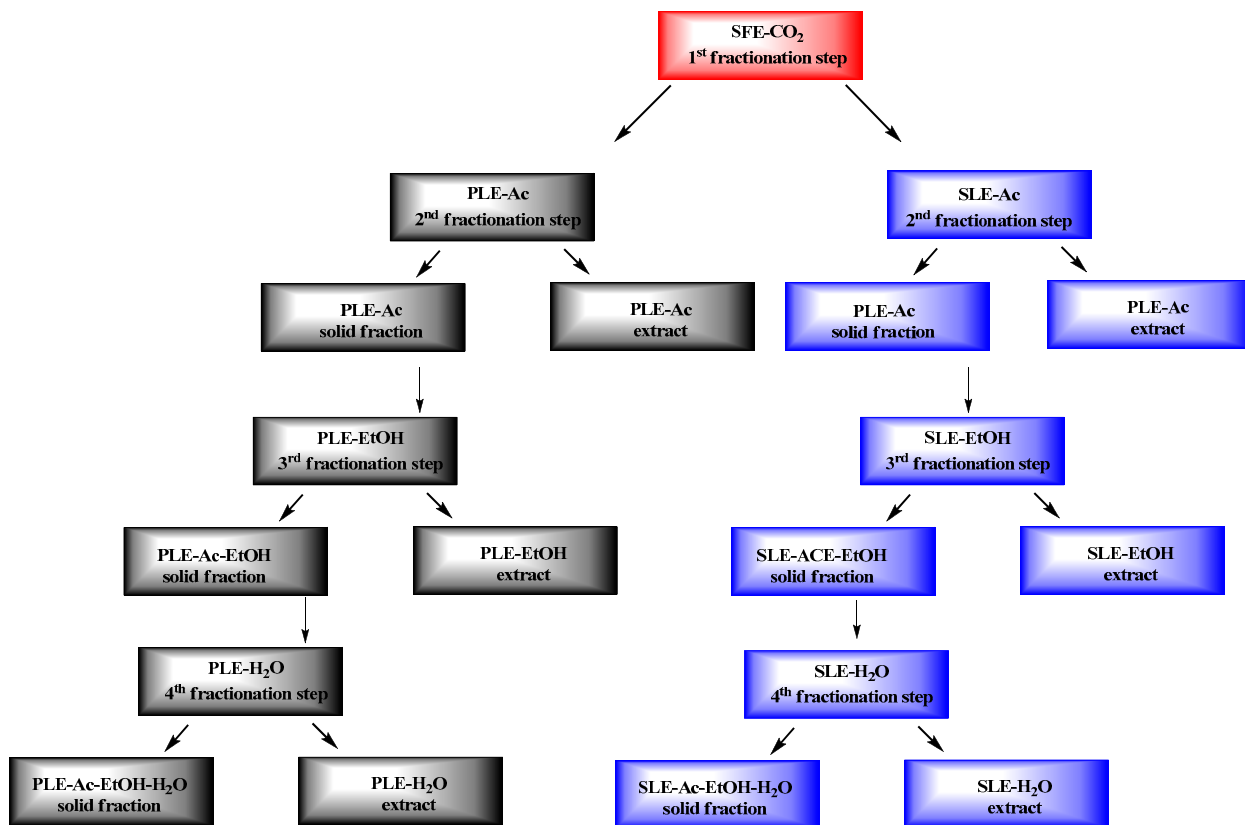 SFE-CO₂
1st fractionation step
PLE-Ac
2nd fractionation step
SLE-Ac
2nd fractionation step
PLE-Ac
solid fraction
PLE-Ac
extract
PLE-Ac
solid fraction
PLE-Ac
extract
PLE-EtOH
3rd fractionation step
SLE-EtOH
3rd fractionation step
PLE-Ac-EtOH
solid fraction
PLE-EtOH
extract
SLE-ACE-EtOH
solid fraction
SLE-EtOH
extract
PLE-H₂O
4th fractionation step
SLE-H₂O
4th fractionation step
PLE-Ac-EtOH-H₂O
solid fraction
PLE-H₂O
extract
SLE-Ac-EtOH-H₂O
solid fraction
SLE-H₂O
extract